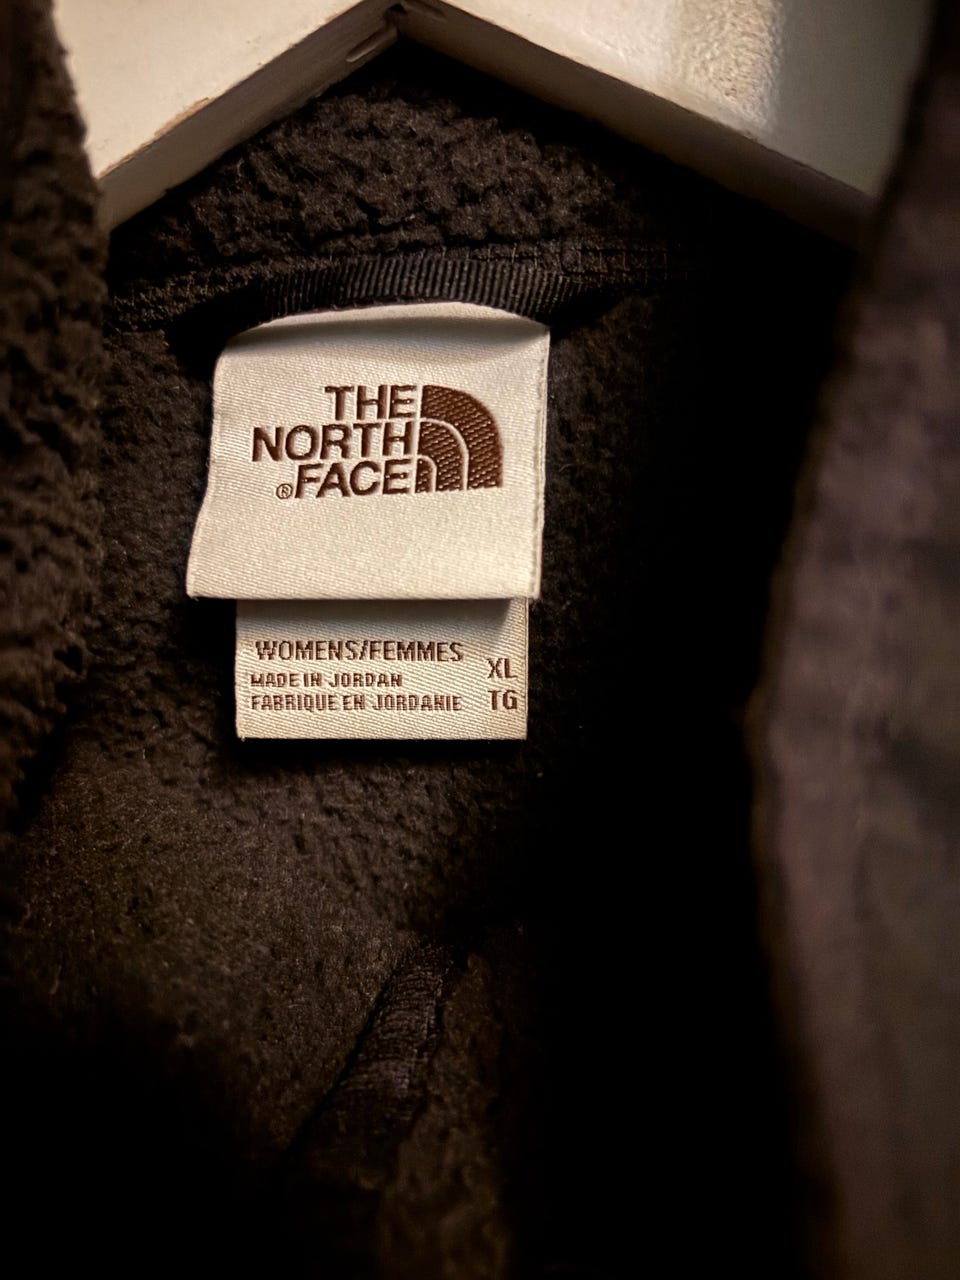 THE
NORTH
®FACE
WOMENS/FEMMES
XL
MADE IN JORDAN
FABRIQUE EN JORDANIE
TG